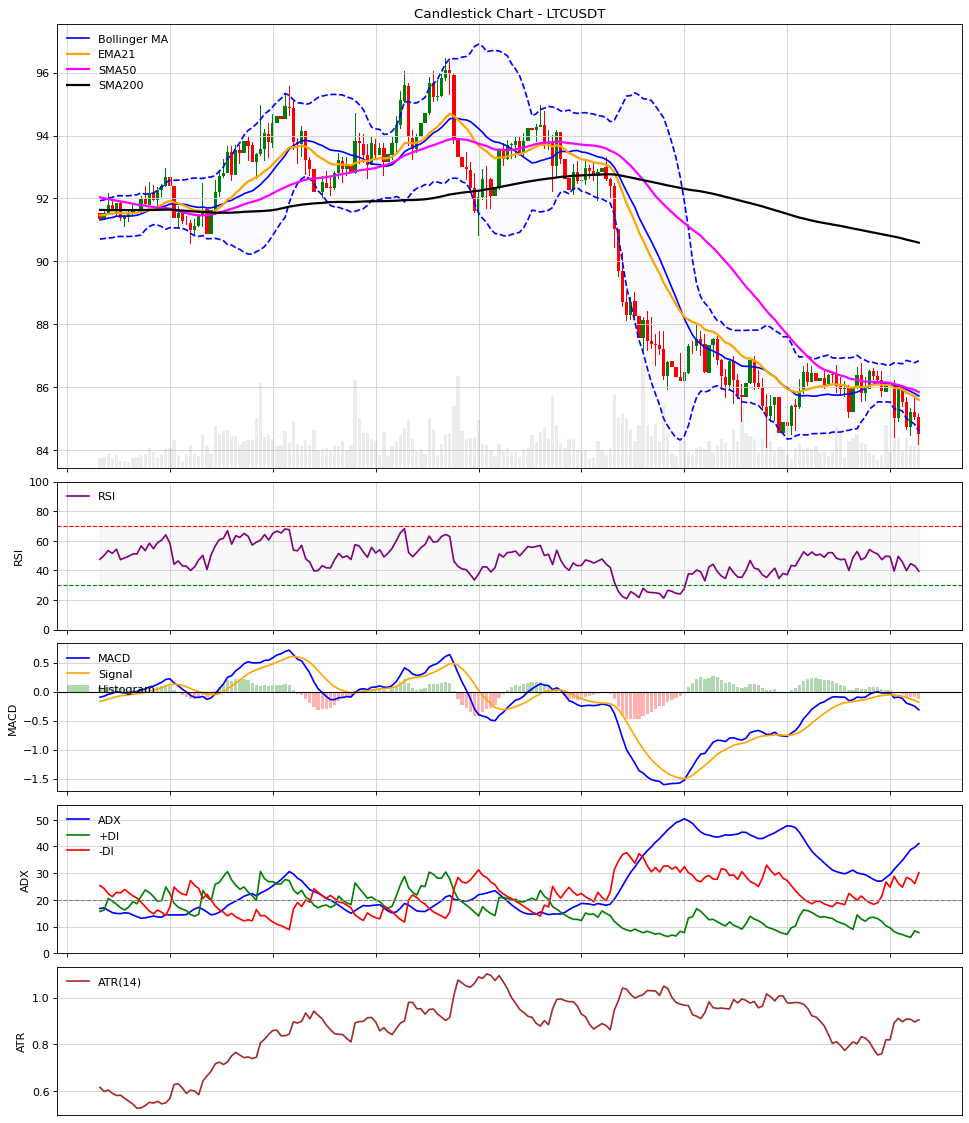 Candlestick Chart - LTCUSDT
Bollinger MA
EMA21
SMA50
SMA200
96
94
92
90
88
86
84
100
80
60
40
20
0
RSI
RSI
0.5
0.0
−0.5
−1.0
−1.5
MACD
MACD
Signal
Histogram
50
40
30
20
10
0
ADX
ADX
+DI
-DI
1.0
0.8
0.6
ATR
ATR(14)